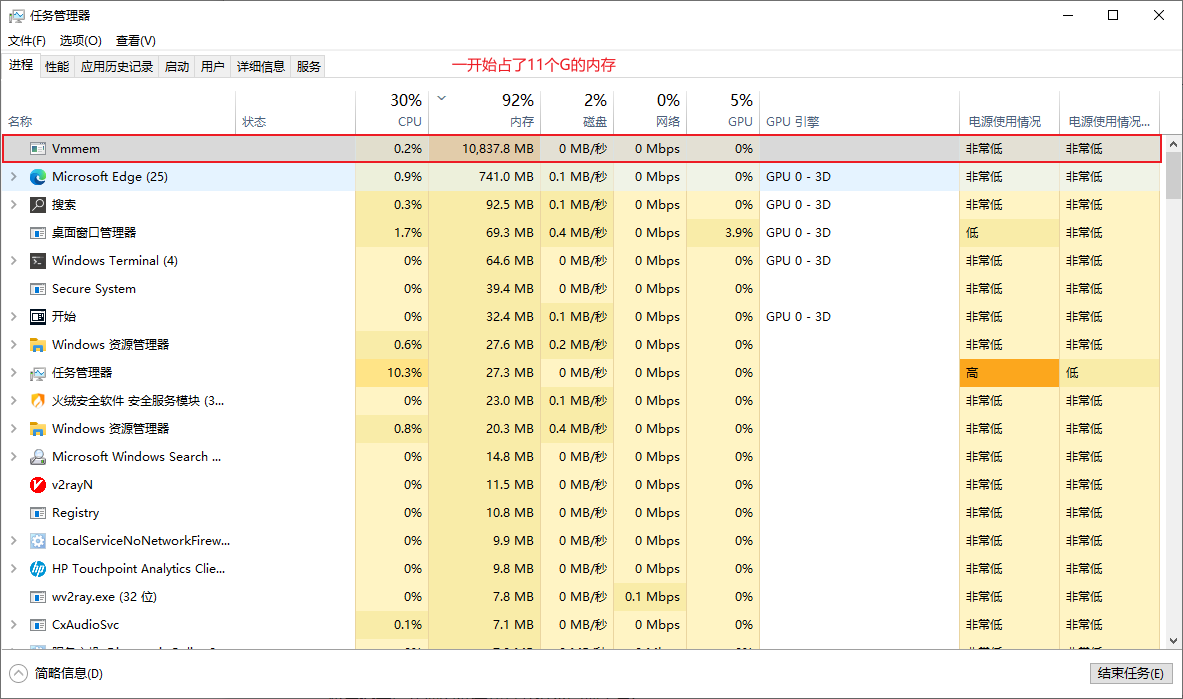 任务管理器
文件(F) 选项(O) 查看(V)
进程 性能 应用历史记录 启动 用户 详细信息 服务
一开始占了11个G的内存
30% 92% 2% 0% 5%
名称 状态 CPU 内存 磁盘 网络 GPU GPU 引擎 电源使用情况 电源使用情况...
Vmmem 0.2% 10,837.8 MB 0 MB/秒 0 Mbps 0% 非常低 非常低
Microsoft Edge (25) 0.9% 741.0 MB 0.1 MB/秒 0 Mbps 0% GPU 0 - 3D 非常低 非常低
搜索 0.3% 92.5 MB 0.1 MB/秒 0 Mbps 0% GPU 0 - 3D 非常低 非常低
桌面窗口管理器 1.7% 69.3 MB 0.4 MB/秒 0 Mbps 3.9% GPU 0 - 3D 低 非常低
Windows Terminal (4) 0% 64.6 MB 0 MB/秒 0 Mbps 0% GPU 0 - 3D 非常低 非常低
Secure System 0% 39.4 MB 0 MB/秒 0 Mbps 0% 非常低 非常低
开始 0% 32.4 MB 0.1 MB/秒 0 Mbps 0% GPU 0 - 3D 非常低 非常低
Windows 资源管理器 0.6% 27.6 MB 0.2 MB/秒 0 Mbps 0% 非常低 非常低
任务管理器 10.3% 27.3 MB 0 MB/秒 0 Mbps 0% 高 低
火绒安全软件 安全服务模块 (3... 0% 23.0 MB 0.1 MB/秒 0 Mbps 0% 非常低 非常低
Windows 资源管理器 0.8% 20.3 MB 0.4 MB/秒 0 Mbps 0% 非常低 非常低
Microsoft Windows Search ... 0% 14.8 MB 0 MB/秒 0 Mbps 0% 非常低 非常低
v2rayN 0% 11.5 MB 0 MB/秒 0 Mbps 0% 非常低 非常低
Registry 0% 10.8 MB 0 MB/秒 0 Mbps 0% 非常低 非常低
LocalServiceNoNetworkFirew... 0% 9.9 MB 0 MB/秒 0 Mbps 0% 非常低 非常低
HP Touchpoint Analytics Clie... 0% 9.8 MB 0 MB/秒 0 Mbps 0% 非常低 非常低
wv2ray.exe (32 位) 0% 7.8 MB 0 MB/秒 0.1 Mbps 0% 非常低 非常低
CxAudioSvc 0.1% 7.1 MB 0 MB/秒 0 Mbps 0% 非常低 非常低
简略信息(D) 结束任务(E)